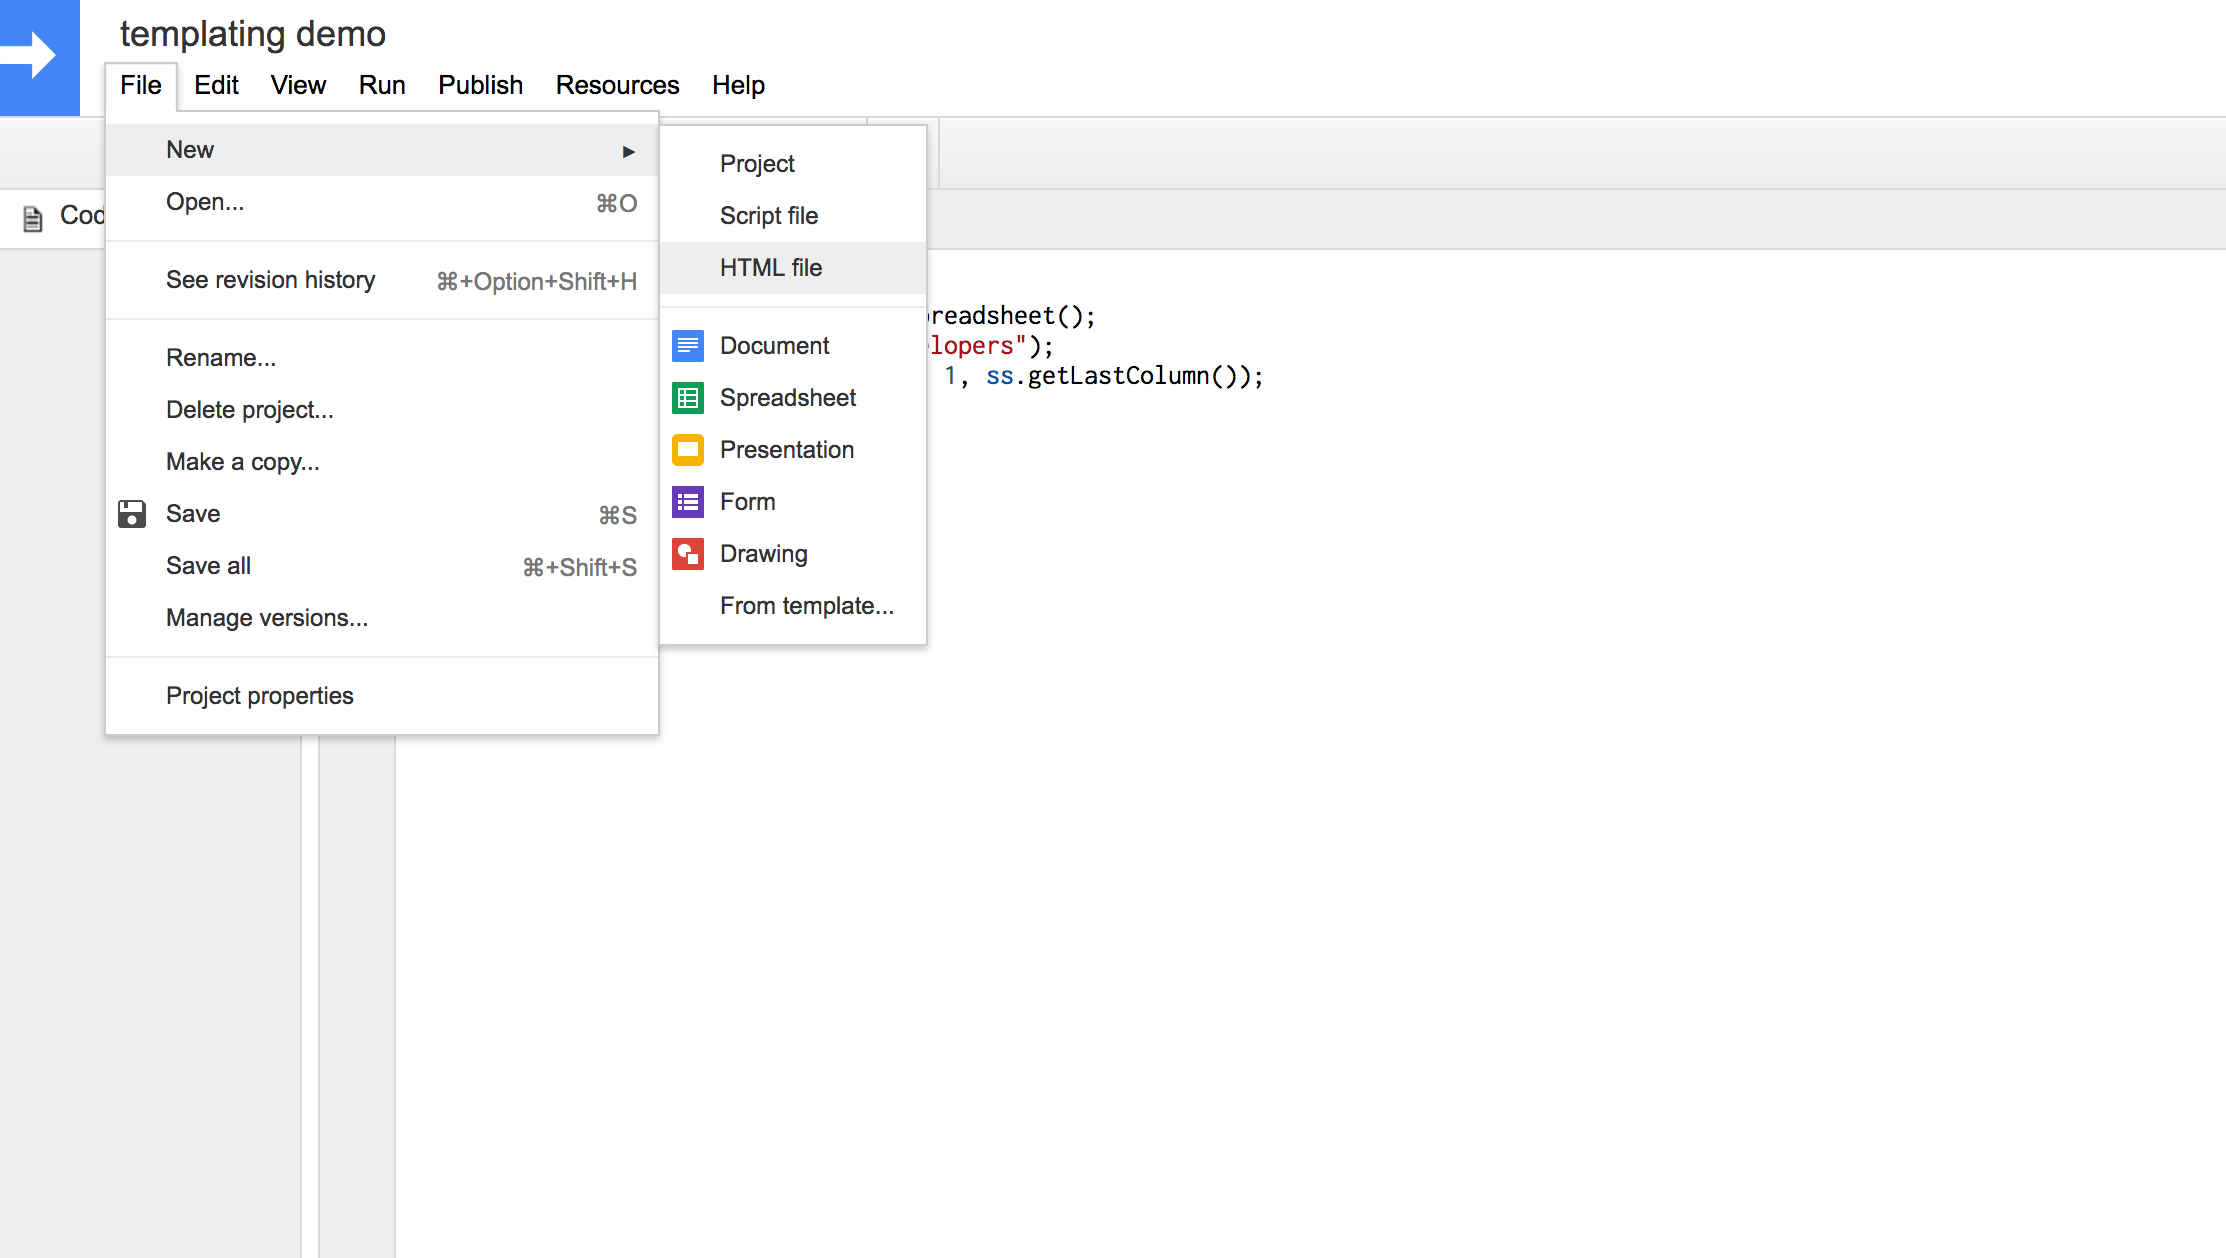 templating demo
File Edit View Run Publish Resources Help
New ▸
Open... ⌘O
See revision history ⌘+Option+Shift+H
Rename...
Delete project...
Make a copy...
Save ⌘S
Save all ⌘+Shift+S
Manage versions...
Project properties
Project
Script file
HTML file
Document
Spreadsheet
Presentation
Form
Drawing
From template...
readsheet();
lopers");
1, ss.getLastColumn());